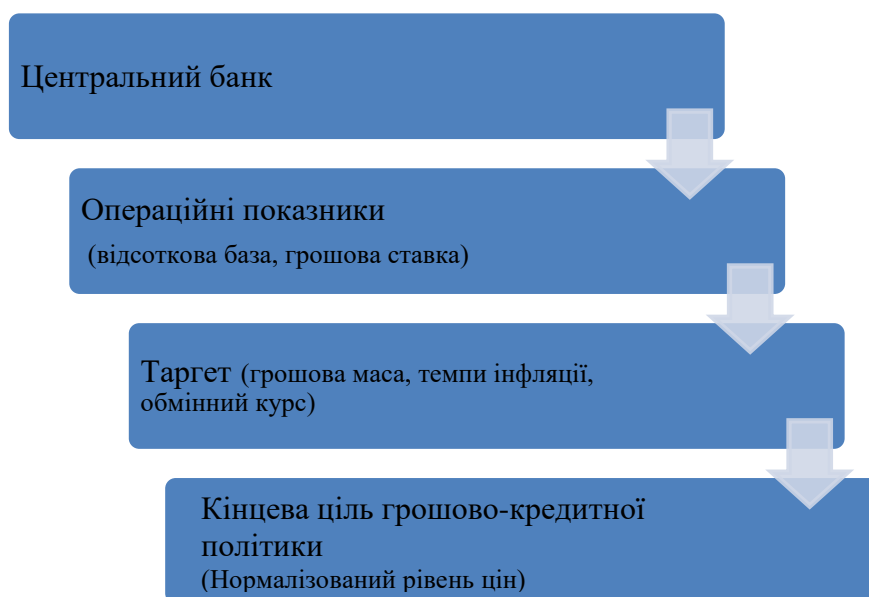 Центральний банк
Операційні показники
(відсоткова база, грошова ставка)
Таргет (грошова маса, темпи інфляції,
обмінний курс)
Кінцева ціль грошово-кредитної
політики
(Нормалізований рівень цін)